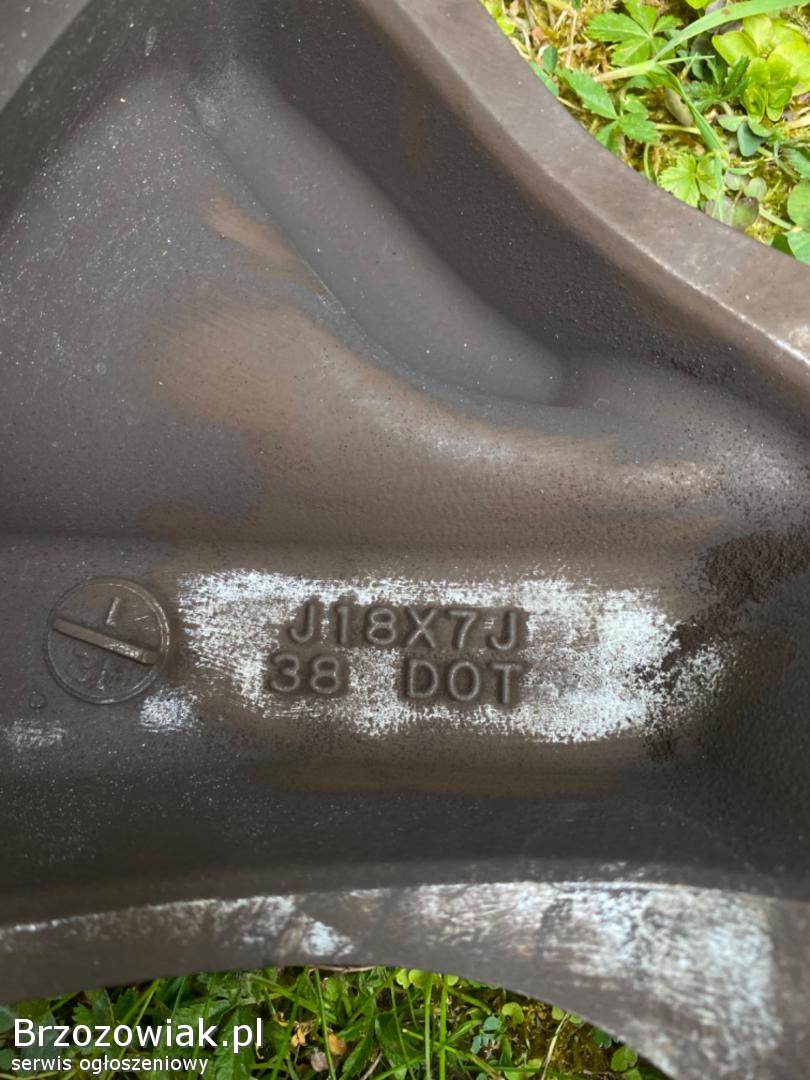 J18X7J
38 DOT
Brzozowiak.pl
serwis ogłoszeniowy